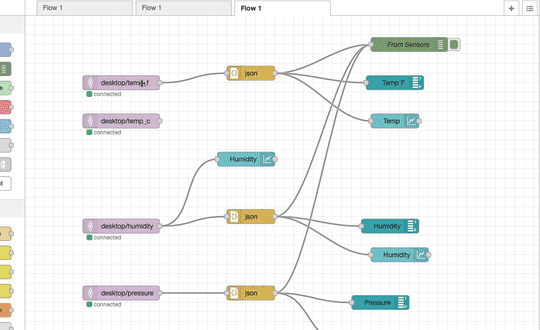 Flow 1
Flow 1
Flow 1
From Sensors
json
desktop/temp_f
Temp F
connected
desktop/temp_c
Temp
connected
Humidity
json
desktop/humidity
Humidity
connected
Humidity
json
desktop/pressure
Pressure
connected